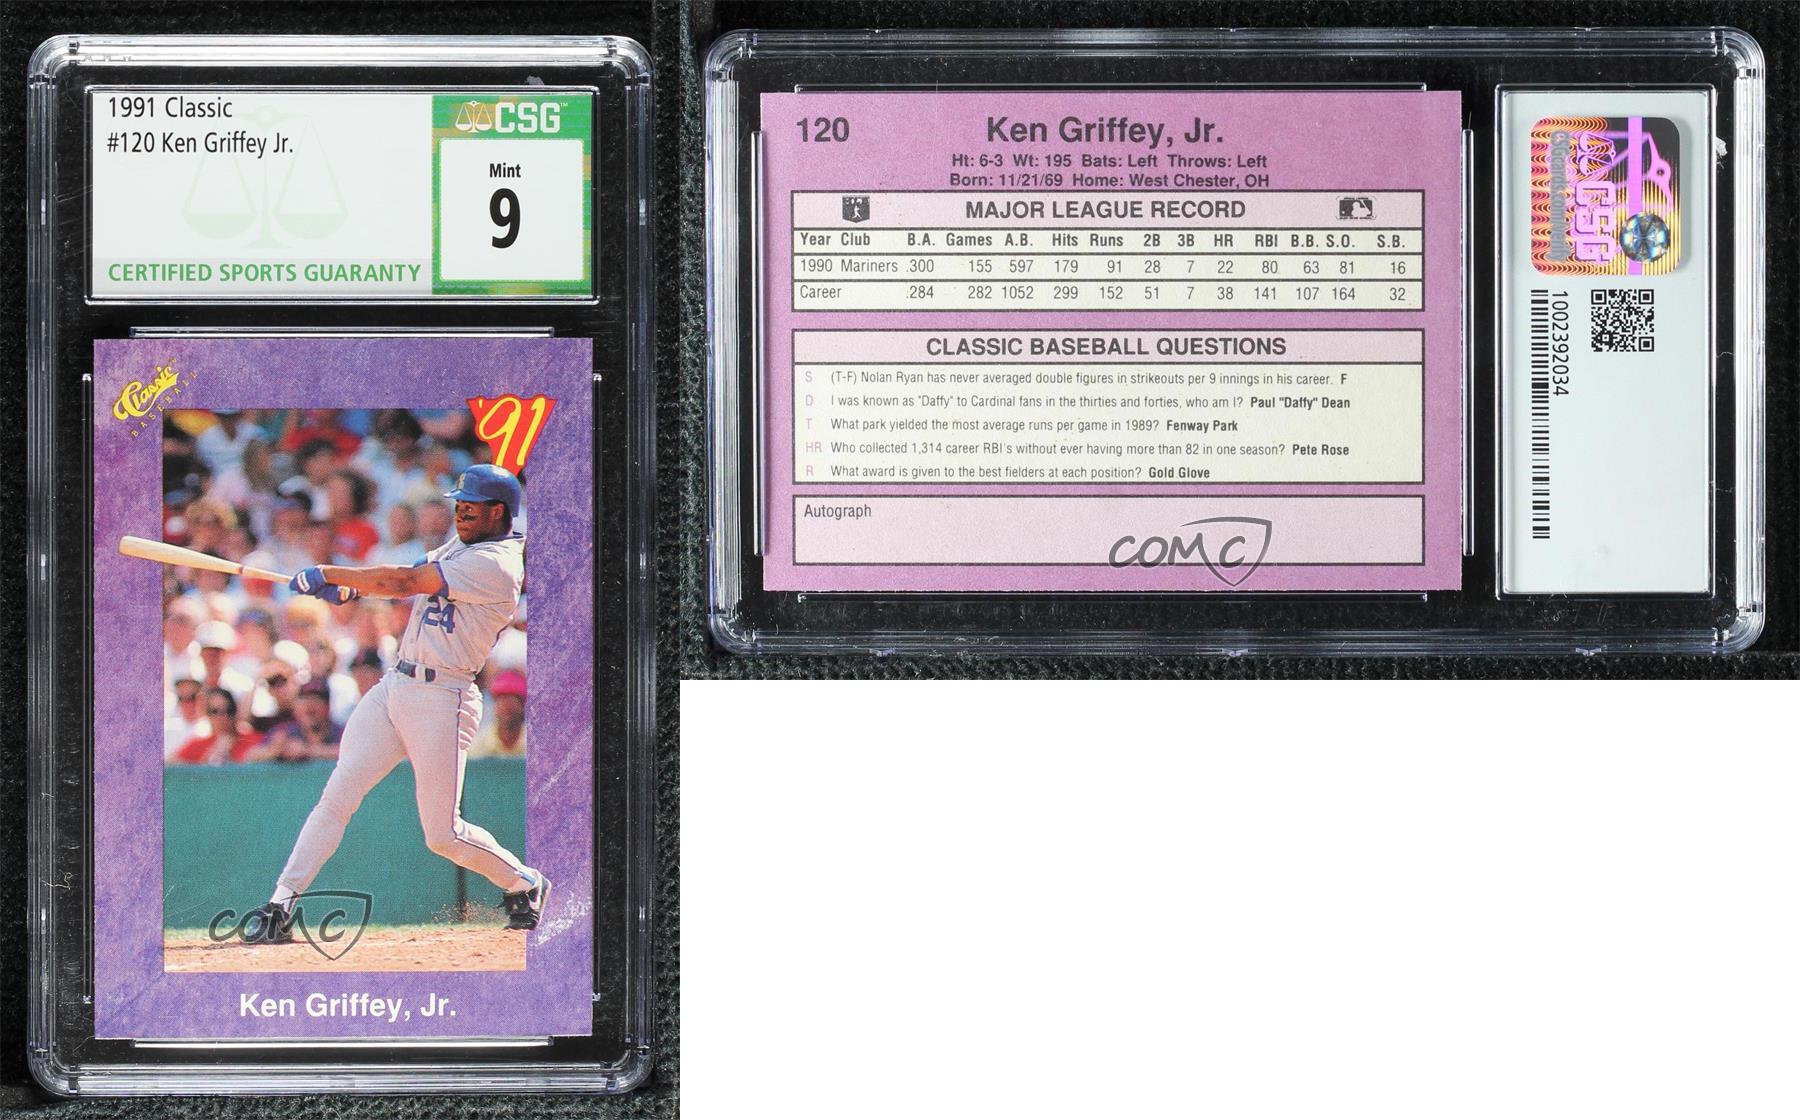 1991 Classic
#120 Ken Griffey Jr.
CERTIFIED SPORTS GUARANTY
CSG™
Mint
9
Classic
BASEBALL
'91
24
COMC
Ken Griffey, Jr.
120
Ken Griffey, Jr.
Ht: 6-3 Wt: 195 Bats: Left Throws: Left
Born: 11/21/69 Home: West Chester, OH
MAJOR LEAGUE RECORD
Year Club B.A. Games A.B. Hits Runs 2B 3B HR RBI B.B. S.O. S.B.
1990 Mariners .300 155 597 179 91 28 7 22 80 63 81 16
Career .284 282 1052 299 152 51 7 38 141 107 164 32
CLASSIC BASEBALL QUESTIONS
S (T-F) Nolan Ryan has never averaged double figures in strikeouts per 9 innings in his career. F
D I was known as "Daffy" to Cardinal fans in the thirties and forties, who am I? Paul "Daffy" Dean
T What park yielded the most average runs per game in 1989? Fenway Park
HR Who collected 1,314 career RBI's without ever having more than 82 in one season? Pete Rose
R What award is given to the best fielders at each position? Gold Glove
Autograph
COMC
CSG
1002392034